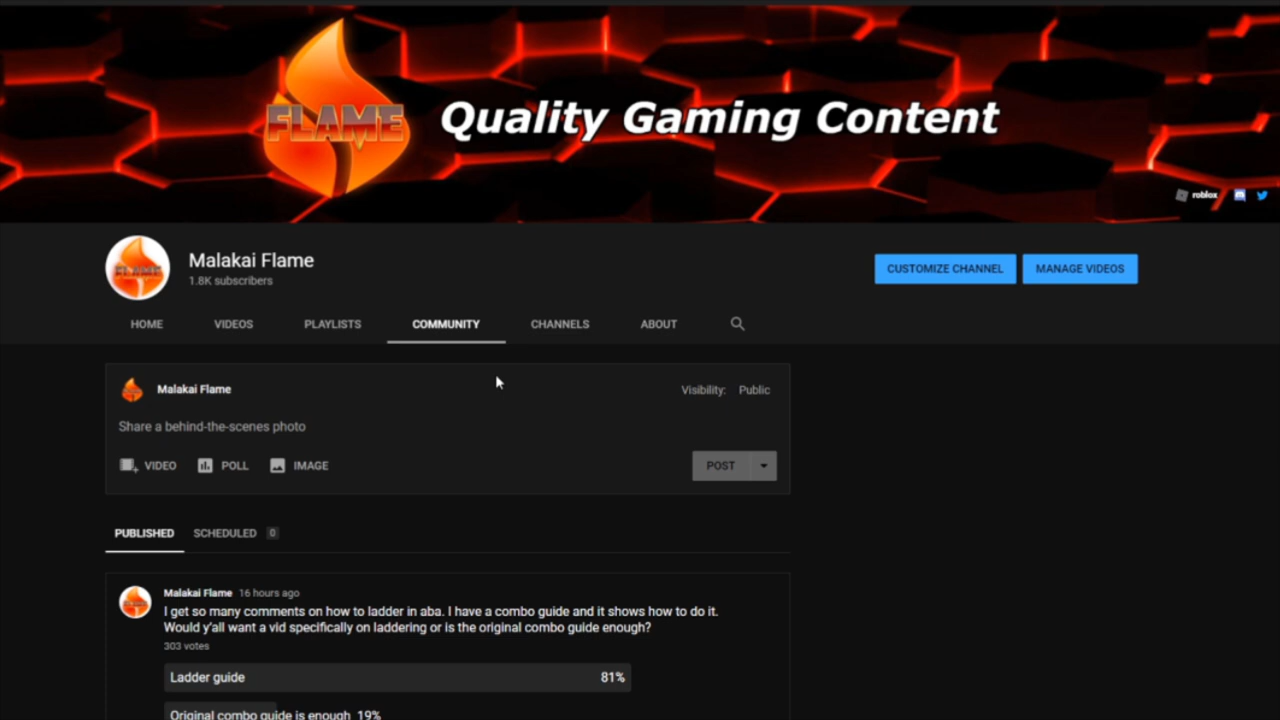 FLAME Quality Gaming Content
roblox
FLAME
Malakai Flame
1.8K subscribers
CUSTOMIZE CHANNEL MANAGE VIDEOS
HOME VIDEOS PLAYLISTS COMMUNITY CHANNELS ABOUT
Malakai Flame Visibility: Public
Share a behind-the-scenes photo
VIDEO POLL IMAGE POST
PUBLISHED SCHEDULED 0
Malakai Flame 16 hours ago
I get so many comments on how to ladder in aba. I have a combo guide and it shows how to do it.
Would y'all want a vid specifically on laddering or is the original combo guide enough?
303 votes
Ladder guide 81%
Original combo guide is enough 19%